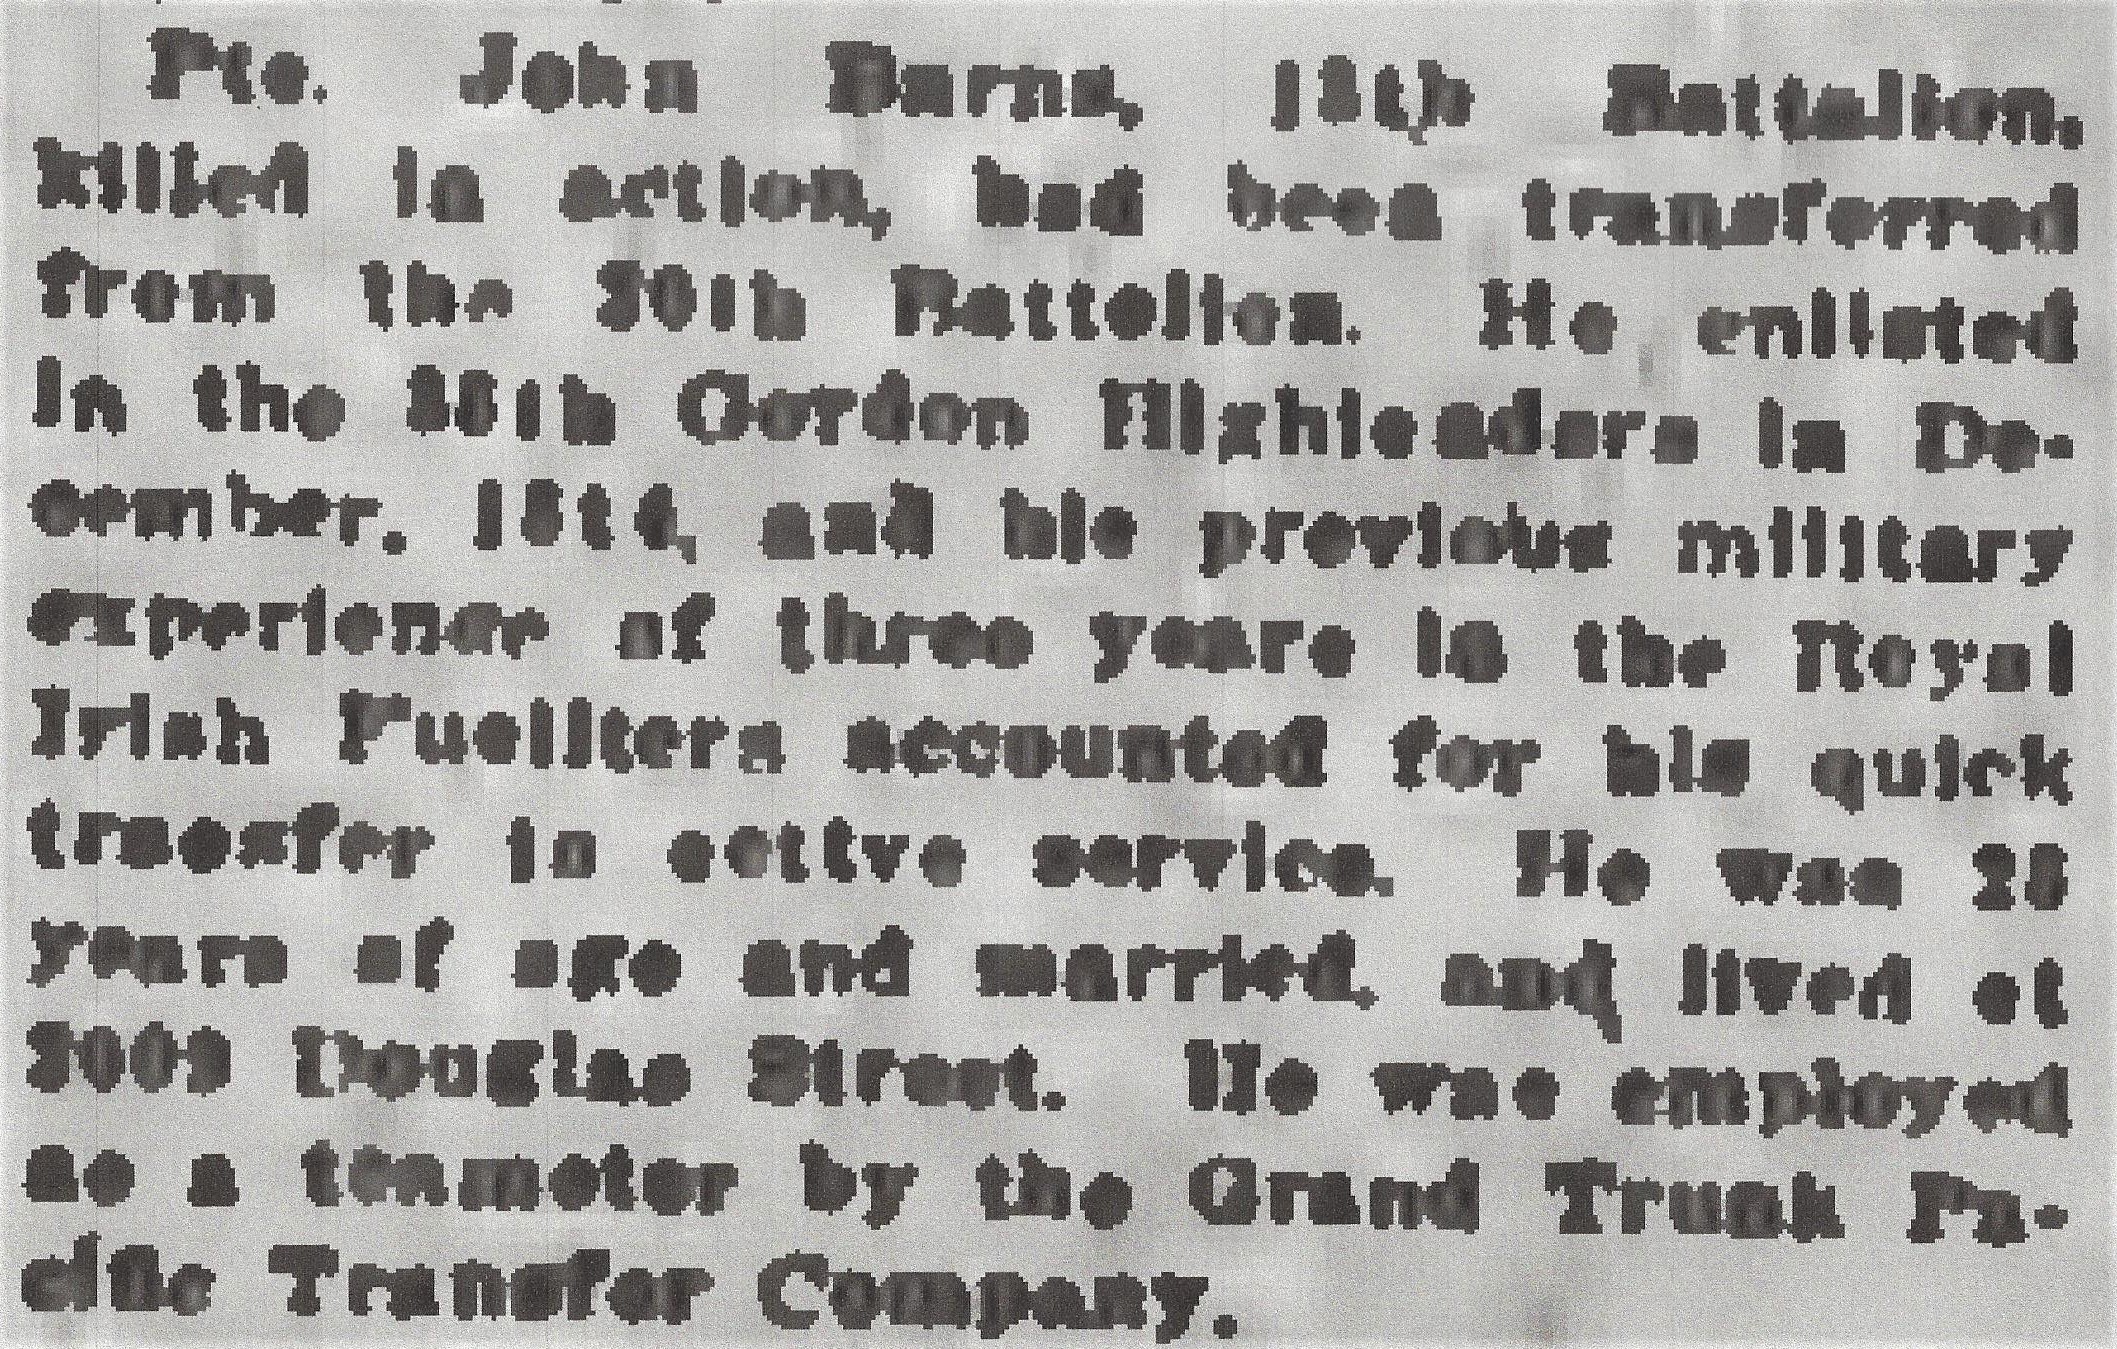 Pte. John Barns, 18th Battalion,
killed in action, had been transferred
from the 30th Battalion. He enlisted
in the 88th Gordon Highlanders in De-
cember, and his previous military
experience of three years in the Royal
Irish Fusiliers accounted for his quick
transfer to active service. He was 28
years of age and married, and lived at
Douglas Street. He was employed
as a teamster by the Grand Trunk Pa-
cific Transfer Company.